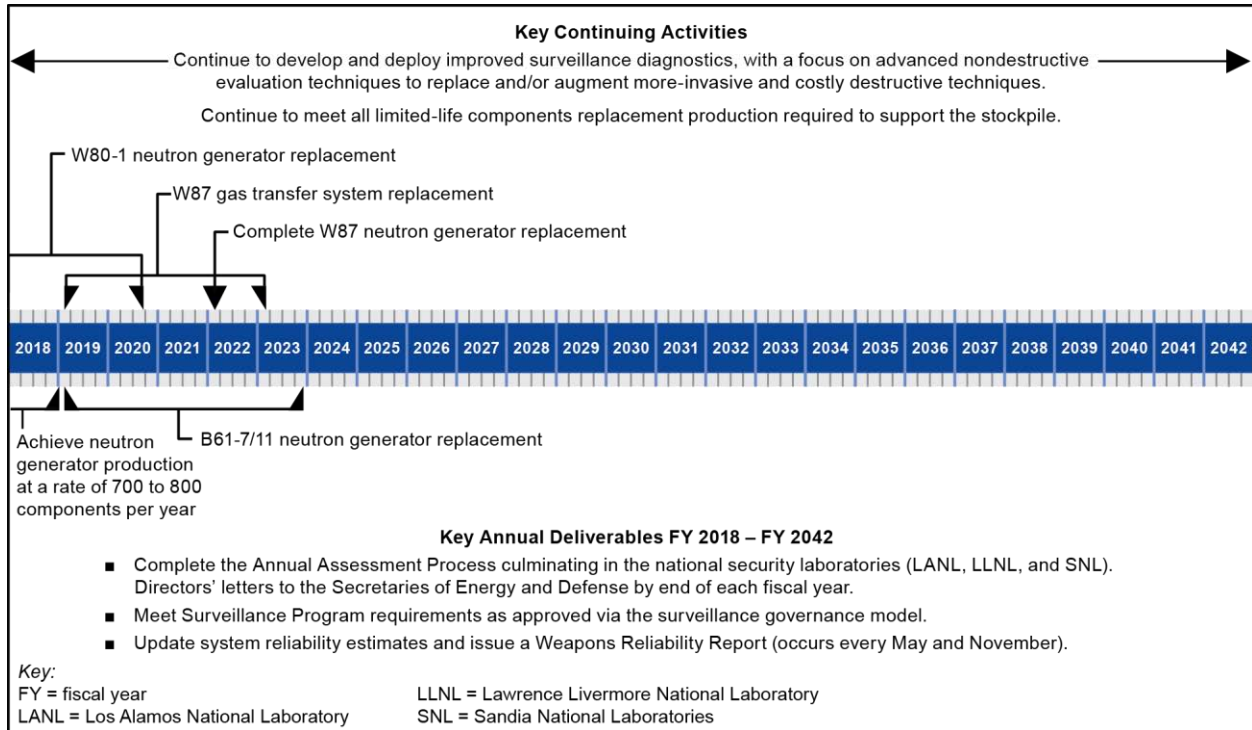 Key Continuing Activities
Continue to develop and deploy improved surveillance diagnostics, with a focus on advanced nondestructive
evaluation techniques to replace and/or augment more-invasive and costly destructive techniques.
Continue to meet all limited-life components replacement production required to support the stockpile.
W80-1 neutron generator replacement
W87 gas transfer system replacement
Complete W87 neutron generator replacement
2018 2019 2020 2021 2022 2023 2024 2025 2026 2027 2028 2029 2030 2031 2032 2033 2034 2035 2036 2037 2038 2039 2040 2041 2042
B61-7/11 neutron generator replacement
Achieve neutron
generator production
at a rate of 700 to 800
components per year
Key Annual Deliverables FY 2018 – FY 2042
■ Complete the Annual Assessment Process culminating in the national security laboratories (LANL, LLNL, and SNL).
Directors' letters to the Secretaries of Energy and Defense by end of each fiscal year.
■ Meet Surveillance Program requirements as approved via the surveillance governance model.
■ Update system reliability estimates and issue a Weapons Reliability Report (occurs every May and November).
Key:
FY = fiscal year
LANL = Los Alamos National Laboratory
LLNL = Lawrence Livermore National Laboratory
SNL = Sandia National Laboratories